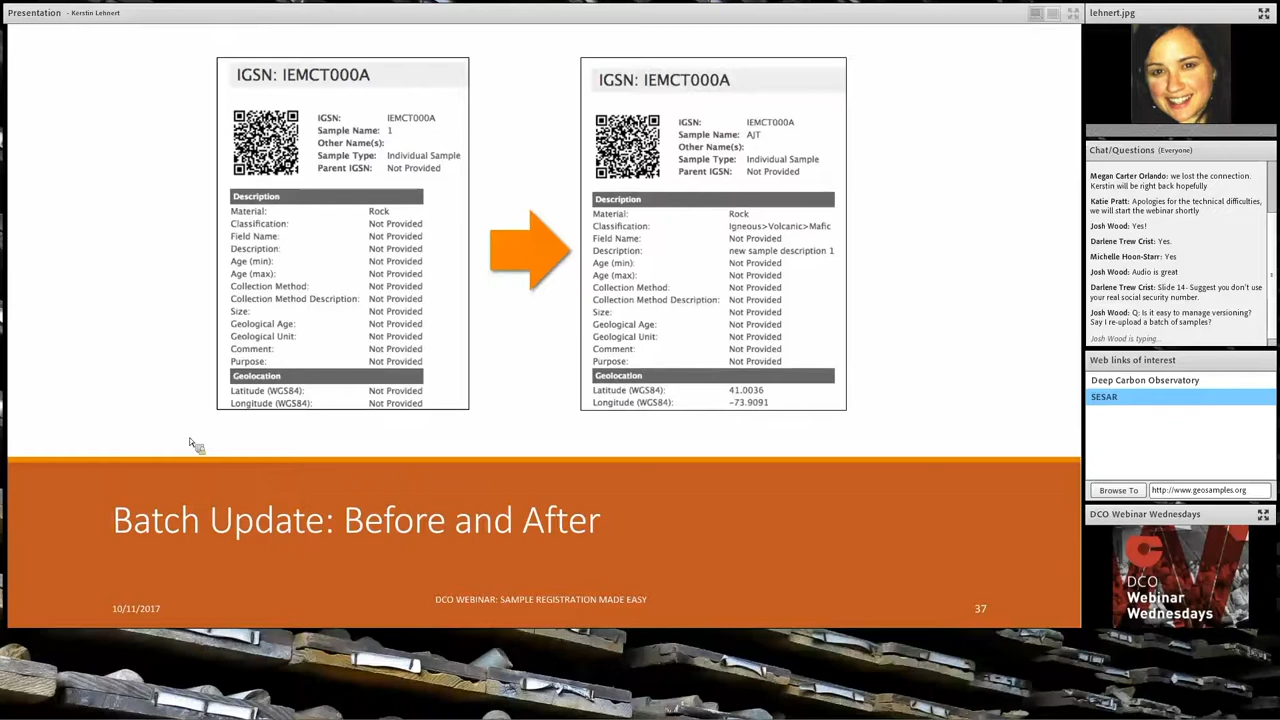 Presentation - Kerstin Lehnert
IGSN: IEMCT000A
IGSN: IEMCT000A
Sample Name: 1
Other Name(s):
Sample Type: Individual Sample
Parent IGSN: Not Provided
Description
Material: Rock
Classification: Not Provided
Field Name: Not Provided
Description: Not Provided
Age (min): Not Provided
Age (max): Not Provided
Collection Method: Not Provided
Collection Method Description: Not Provided
Size: Not Provided
Geological Age: Not Provided
Geological Unit: Not Provided
Comment: Not Provided
Purpose: Not Provided
Geolocation
Latitude (WGS84): Not Provided
Longitude (WGS84): Not Provided
IGSN: IEMCT000A
IGSN: IEMCT000A
Sample Name: AJT
Other Name(s):
Sample Type: Individual Sample
Parent IGSN: Not Provided
Description
Material: Rock
Classification: Igneous>Volcanic>Mafic
Field Name: Not Provided
Description: new sample description 1
Age (min): Not Provided
Age (max): Not Provided
Collection Method: Not Provided
Collection Method Description: Not Provided
Size: Not Provided
Geological Age: Not Provided
Geological Unit: Not Provided
Comment: Not Provided
Purpose: Not Provided
Geolocation
Latitude (WGS84): 41.0036
Longitude (WGS84): -73.9091
Batch Update: Before and After
10/11/2017
DCO WEBINAR: SAMPLE REGISTRATION MADE EASY
37
lehnert.jpg
Chat/Questions (Everyone)
Megan Carter Orlando: we lost the connection.
Kerstin will be right back hopefully
Katie Pratt: Apologies for the technical difficulties,
we will start the webinar shortly
Josh Wood: Yes!
Darlene Trew Crist: Yes.
Michelle Hoon-Starr: Yes
Josh Wood: Audio is great
Darlene Trew Crist: Slide 14- Suggest you don't use
your real social security number.
Josh Wood: Q: Is it easy to manage versioning?
Say I re-upload a batch of samples?
Josh Wood is typing...
Web links of interest
Deep Carbon Observatory
SESAR
Browse To http://www.geosamples.org
DCO Webinar Wednesdays
DCO
Webinar
Wednesdays